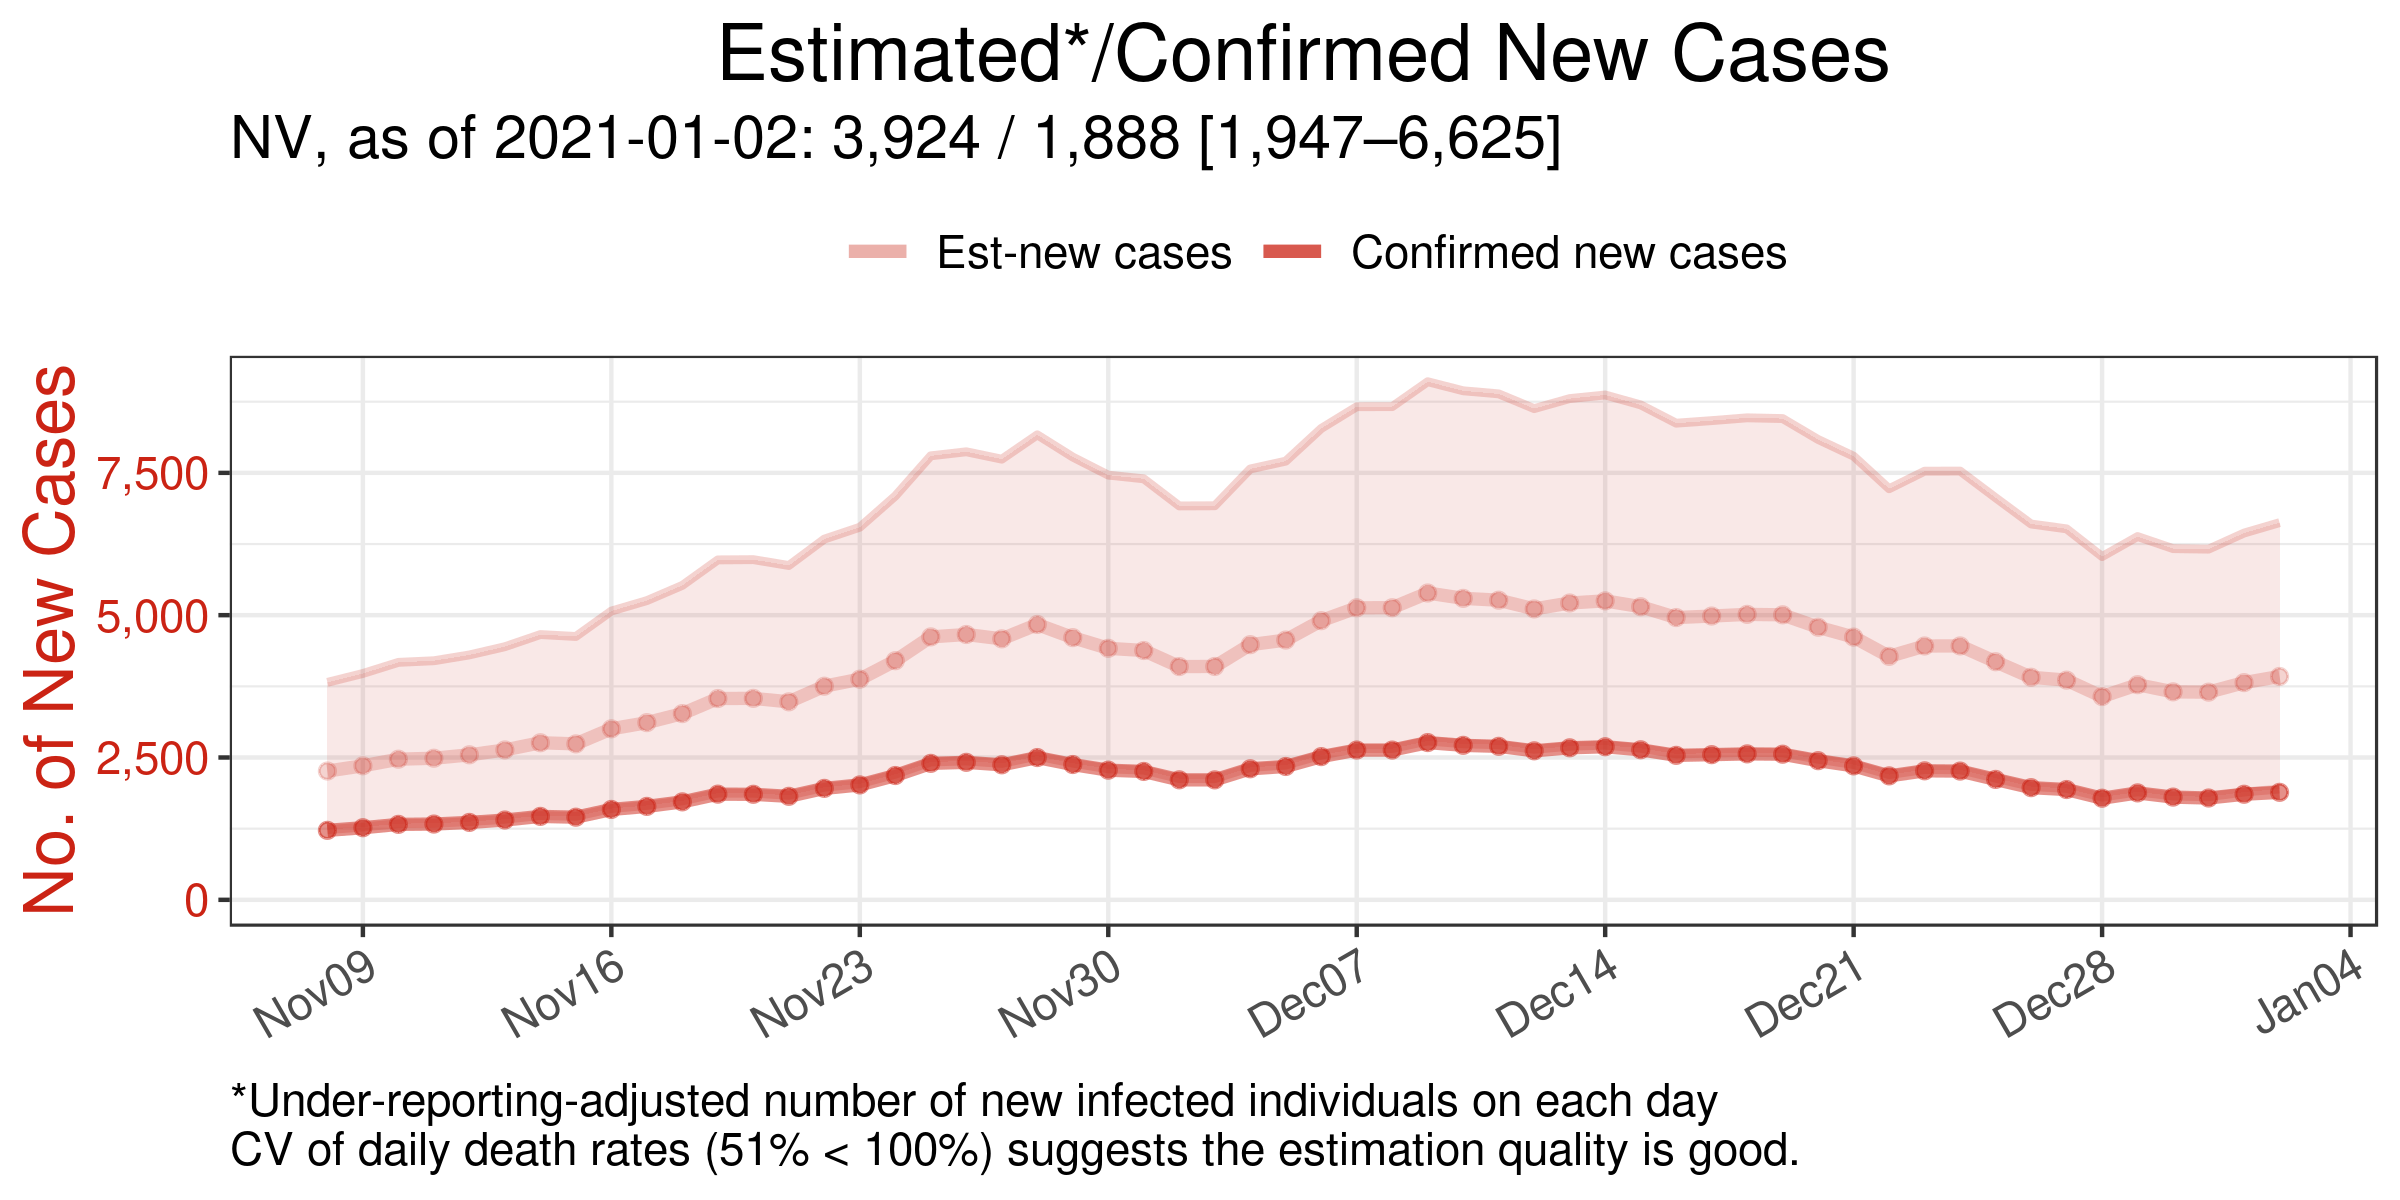 Estimated*/Confirmed New Cases
NV, as of 2021-01-02: 3,924 / 1,888 [1,947–6,625]
Est-new cases
Confirmed new cases
No. of New Cases
7,500
5,000
2,500
0
Nov09
Nov16
Nov23
Nov30
Dec07
Dec14
Dec21
Dec28
Jan04
*Under-reporting-adjusted number of new infected individuals on each day
CV of daily death rates (51% < 100%) suggests the estimation quality is good.